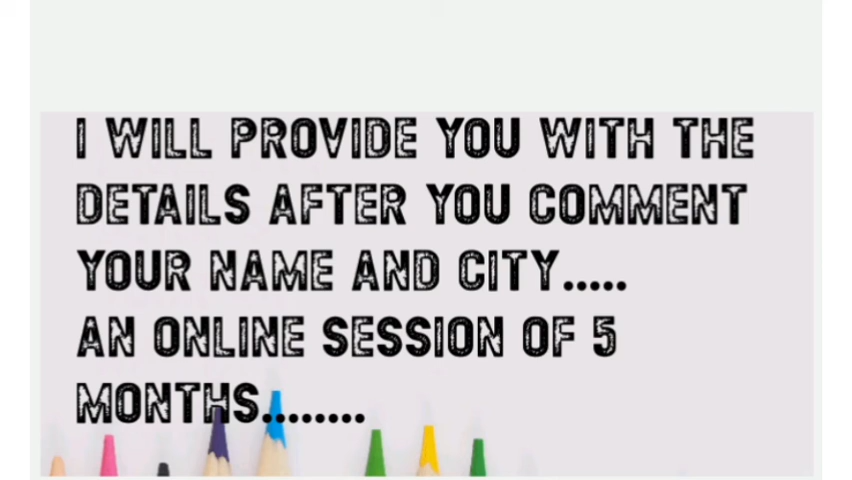 I WILL PROVIDE YOU WITH THE
DETAILS AFTER YOU COMMENT
YOUR NAME AND CITY.....
AN ONLINE SESSION OF 5
MONTHS........